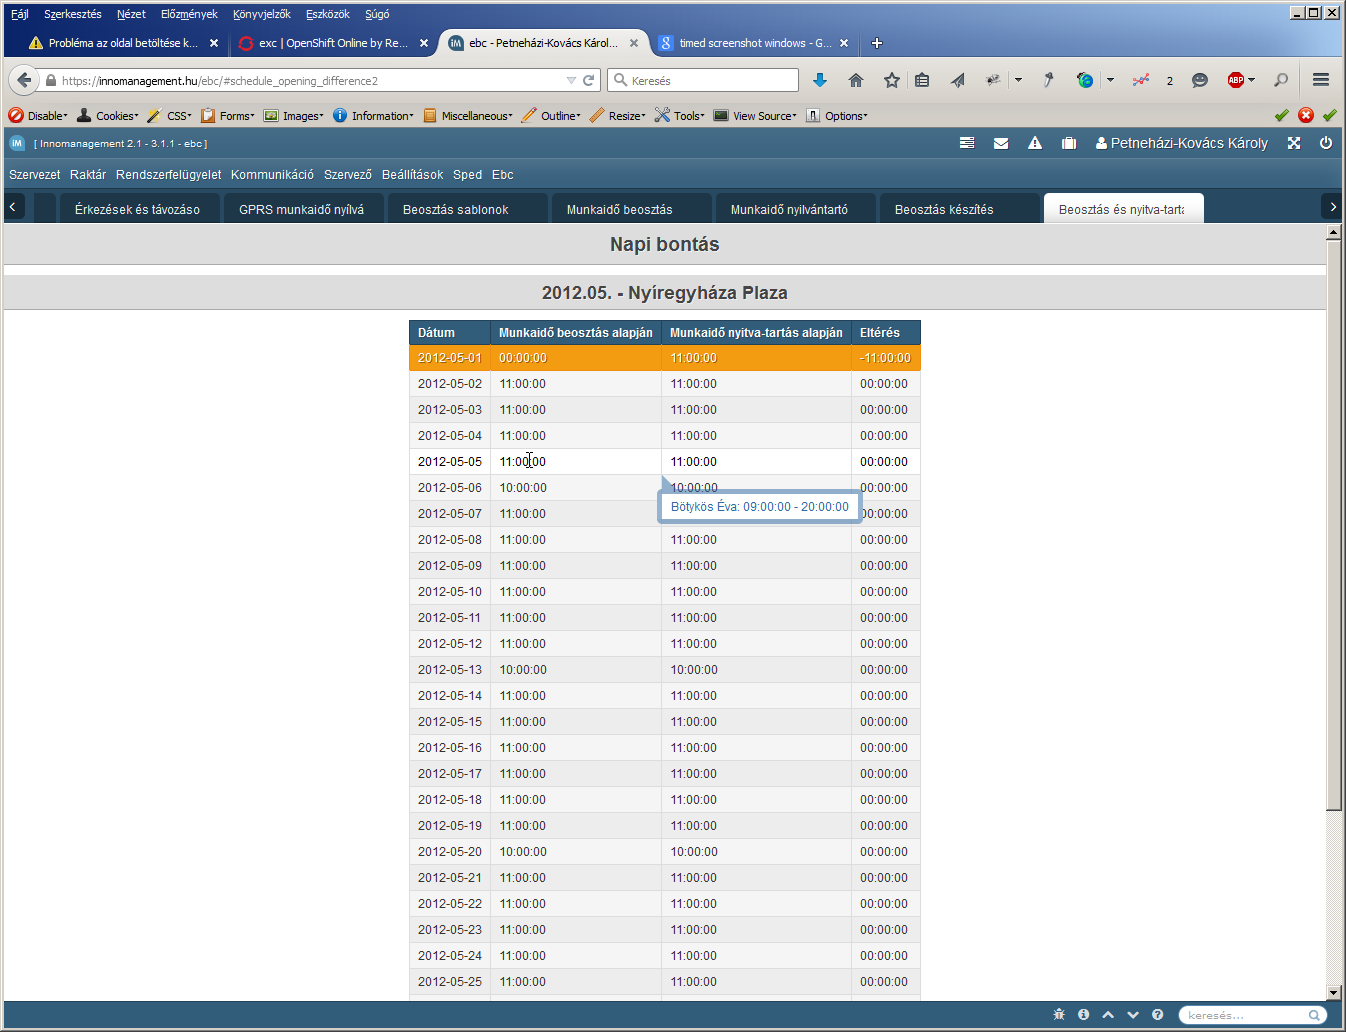 Fájl Szerkesztés Nézet Előzmények Könyvjelzők Eszközök Súgó
Probléma az oldal betöltése k... exc | OpenShift Online by Re... ebc - Petneházi-Kovács Károl... timed screenshot windows - G...
https://innomanagement.hu/ebc/#schedule_opening_difference2 Keresés 2 ABP
Disable Cookies CSS Forms Images Information Miscellaneous Outline Resize Tools View Source Options
iM [ Innomanagement 2.1 - 3.1.1 - ebc ] Petneházi-Kovács Károly
Szervezet Raktár Rendszerfelügyelet Kommunikáció Szervező Beállítások Sped Ebc
Érkezések és távozáso GPRS munkaidő nyílvá Beosztás sablonok Munkaidő beosztás Munkaidő nyilvántartó Beosztás készítés Beosztás és nyitva-tartá
Napi bontás
2012.05. - Nyíregyháza Plaza
Dátum Munkaidő beosztás alapján Munkaidő nyitva-tartás alapján Eltérés
2012-05-01 00:00:00 11:00:00 -11:00:00
2012-05-02 11:00:00 11:00:00 00:00:00
2012-05-03 11:00:00 11:00:00 00:00:00
2012-05-04 11:00:00 11:00:00 00:00:00
2012-05-05 11:00:00 11:00:00 00:00:00
2012-05-06 10:00:00 10:00:00 00:00:00
Bötykös Éva: 09:00:00 - 20:00:00
2012-05-07 11:00:00 00:00:00
2012-05-08 11:00:00 11:00:00 00:00:00
2012-05-09 11:00:00 11:00:00 00:00:00
2012-05-10 11:00:00 11:00:00 00:00:00
2012-05-11 11:00:00 11:00:00 00:00:00
2012-05-12 11:00:00 11:00:00 00:00:00
2012-05-13 10:00:00 10:00:00 00:00:00
2012-05-14 11:00:00 11:00:00 00:00:00
2012-05-15 11:00:00 11:00:00 00:00:00
2012-05-16 11:00:00 11:00:00 00:00:00
2012-05-17 11:00:00 11:00:00 00:00:00
2012-05-18 11:00:00 11:00:00 00:00:00
2012-05-19 11:00:00 11:00:00 00:00:00
2012-05-20 10:00:00 10:00:00 00:00:00
2012-05-21 11:00:00 11:00:00 00:00:00
2012-05-22 11:00:00 11:00:00 00:00:00
2012-05-23 11:00:00 11:00:00 00:00:00
2012-05-24 11:00:00 11:00:00 00:00:00
2012-05-25 11:00:00 11:00:00 00:00:00
keresés...